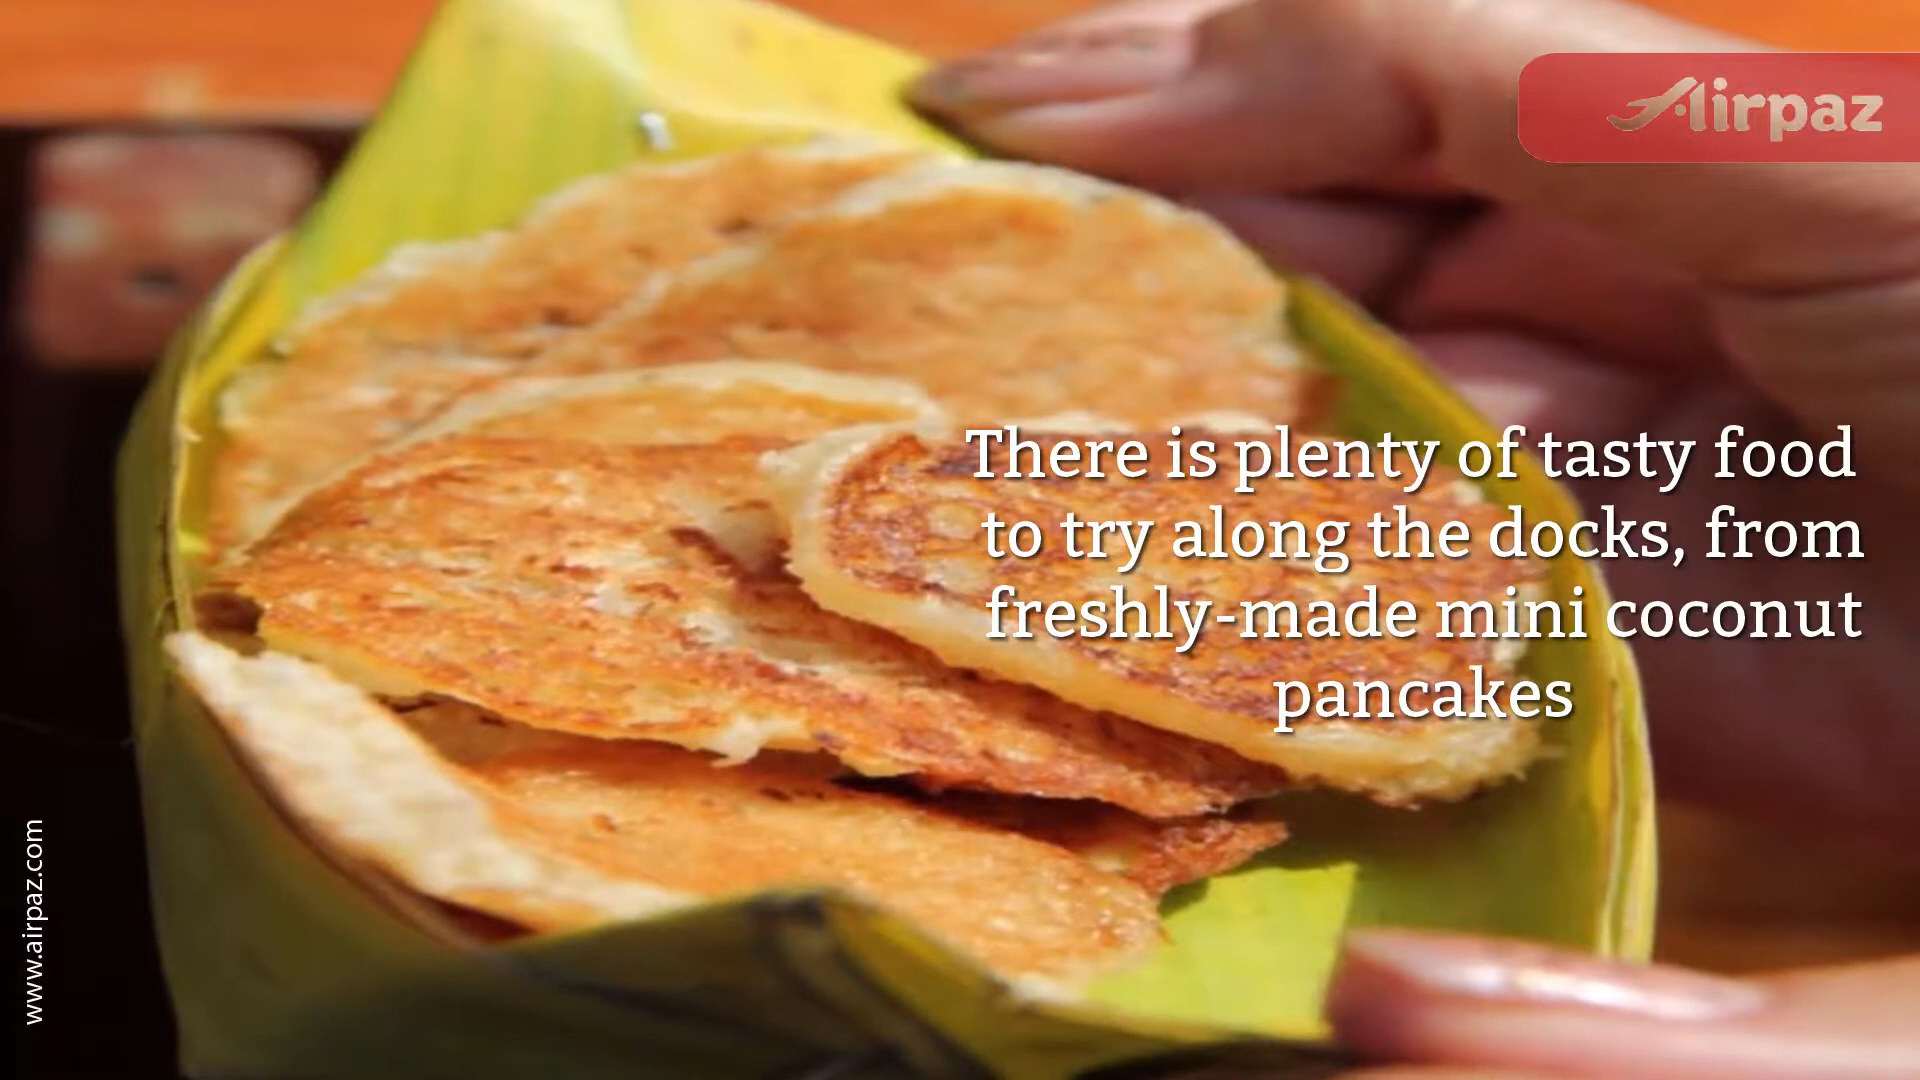 Airpaz
There is plenty of tasty food
to try along the docks, from
freshly-made mini coconut
pancakes
www.airpaz.com